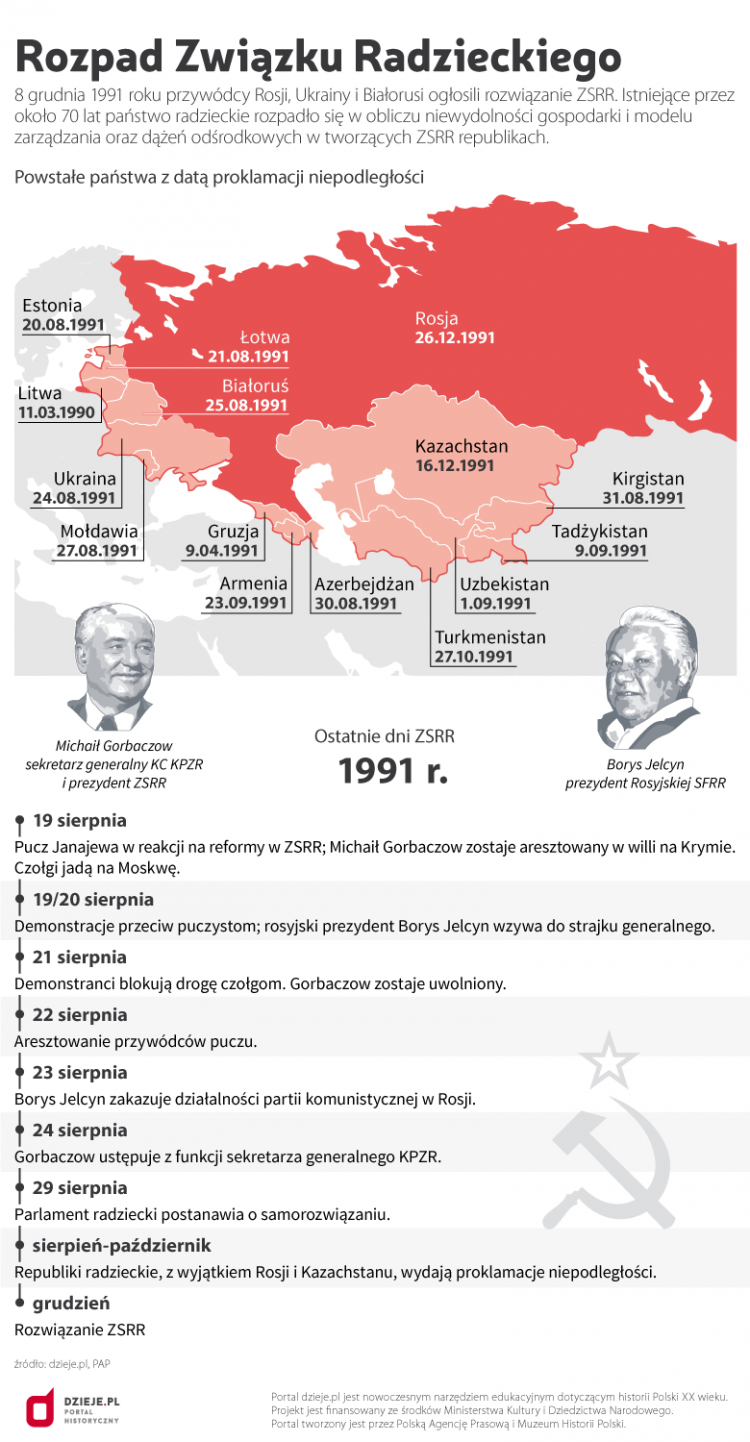 Rozpad Związku Radzieckiego
8 grudnia 1991 roku przywódcy Rosji, Ukrainy i Białorusi ogłosili rozwiązanie ZSRR. Istniejące przez
około 70 lat państwo radzieckie rozpadło się w obliczu niewydolności gospodarki i modelu
zarządzania oraz dążeń odśrodkowych w tworzących ZSRR republikach.
Powstałe państwa z datą proklamacji niepodległości
Estonia
20.08.1991
Łotwa
21.08.1991
Rosja
26.12.1991
Litwa
11.03.1990
Białoruś
25.08.1991
Kazachstan
16.12.1991
Ukraina
24.08.1991
Kirgistan
31.08.1991
Mołdawia
27.08.1991
Gruzja
9.04.1991
Tadżykistan
9.09.1991
Armenia
23.09.1991
Azerbejdżan
30.08.1991
Uzbekistan
1.09.1991
Turkmenistan
27.10.1991
Michaił Gorbaczow
sekretarz generalny KC KPZR
i prezydent ZSRR
Ostatnie dni ZSRR
1991 r.
Borys Jelcyn
prezydent Rosyjskiej SFRR
19 sierpnia
Pucz Janajewa w reakcji na reformy w ZSRR; Michaił Gorbaczow zostaje aresztowany w willi na Krymie.
Czołgi jadą na Moskwę.
19/20 sierpnia
Demonstracje przeciw puczystom; rosyjski prezydent Borys Jelcyn wzywa do strajku generalnego.
21 sierpnia
Demonstranci blokują drogę czołgom. Gorbaczow zostaje uwolniony.
22 sierpnia
Aresztowanie przywódców puczu.
23 sierpnia
Borys Jelcyn zakazuje działalności partii komunistycznej w Rosji.
24 sierpnia
Gorbaczow ustępuje z funkcji sekretarza generalnego KPZR.
29 sierpnia
Parlament radziecki postanawia o samorozwiązaniu.
sierpień-październik
Republiki radzieckie, z wyjątkiem Rosji i Kazachstanu, wydają proklamacje niepodległości.
grudzień
Rozwiązanie ZSRR
źródło: dzieje.pl, PAP
DZIEJE.PL
PORTAL
HISTORYCZNY
Portal dzieje.pl jest nowoczesnym narzędziem edukacyjnym dotyczącym historii Polski XX wieku.
Projekt jest finansowany ze środków Ministerstwa Kultury i Dziedzictwa Narodowego.
Portal tworzony jest przez Polską Agencję Prasową i Muzeum Historii Polski.